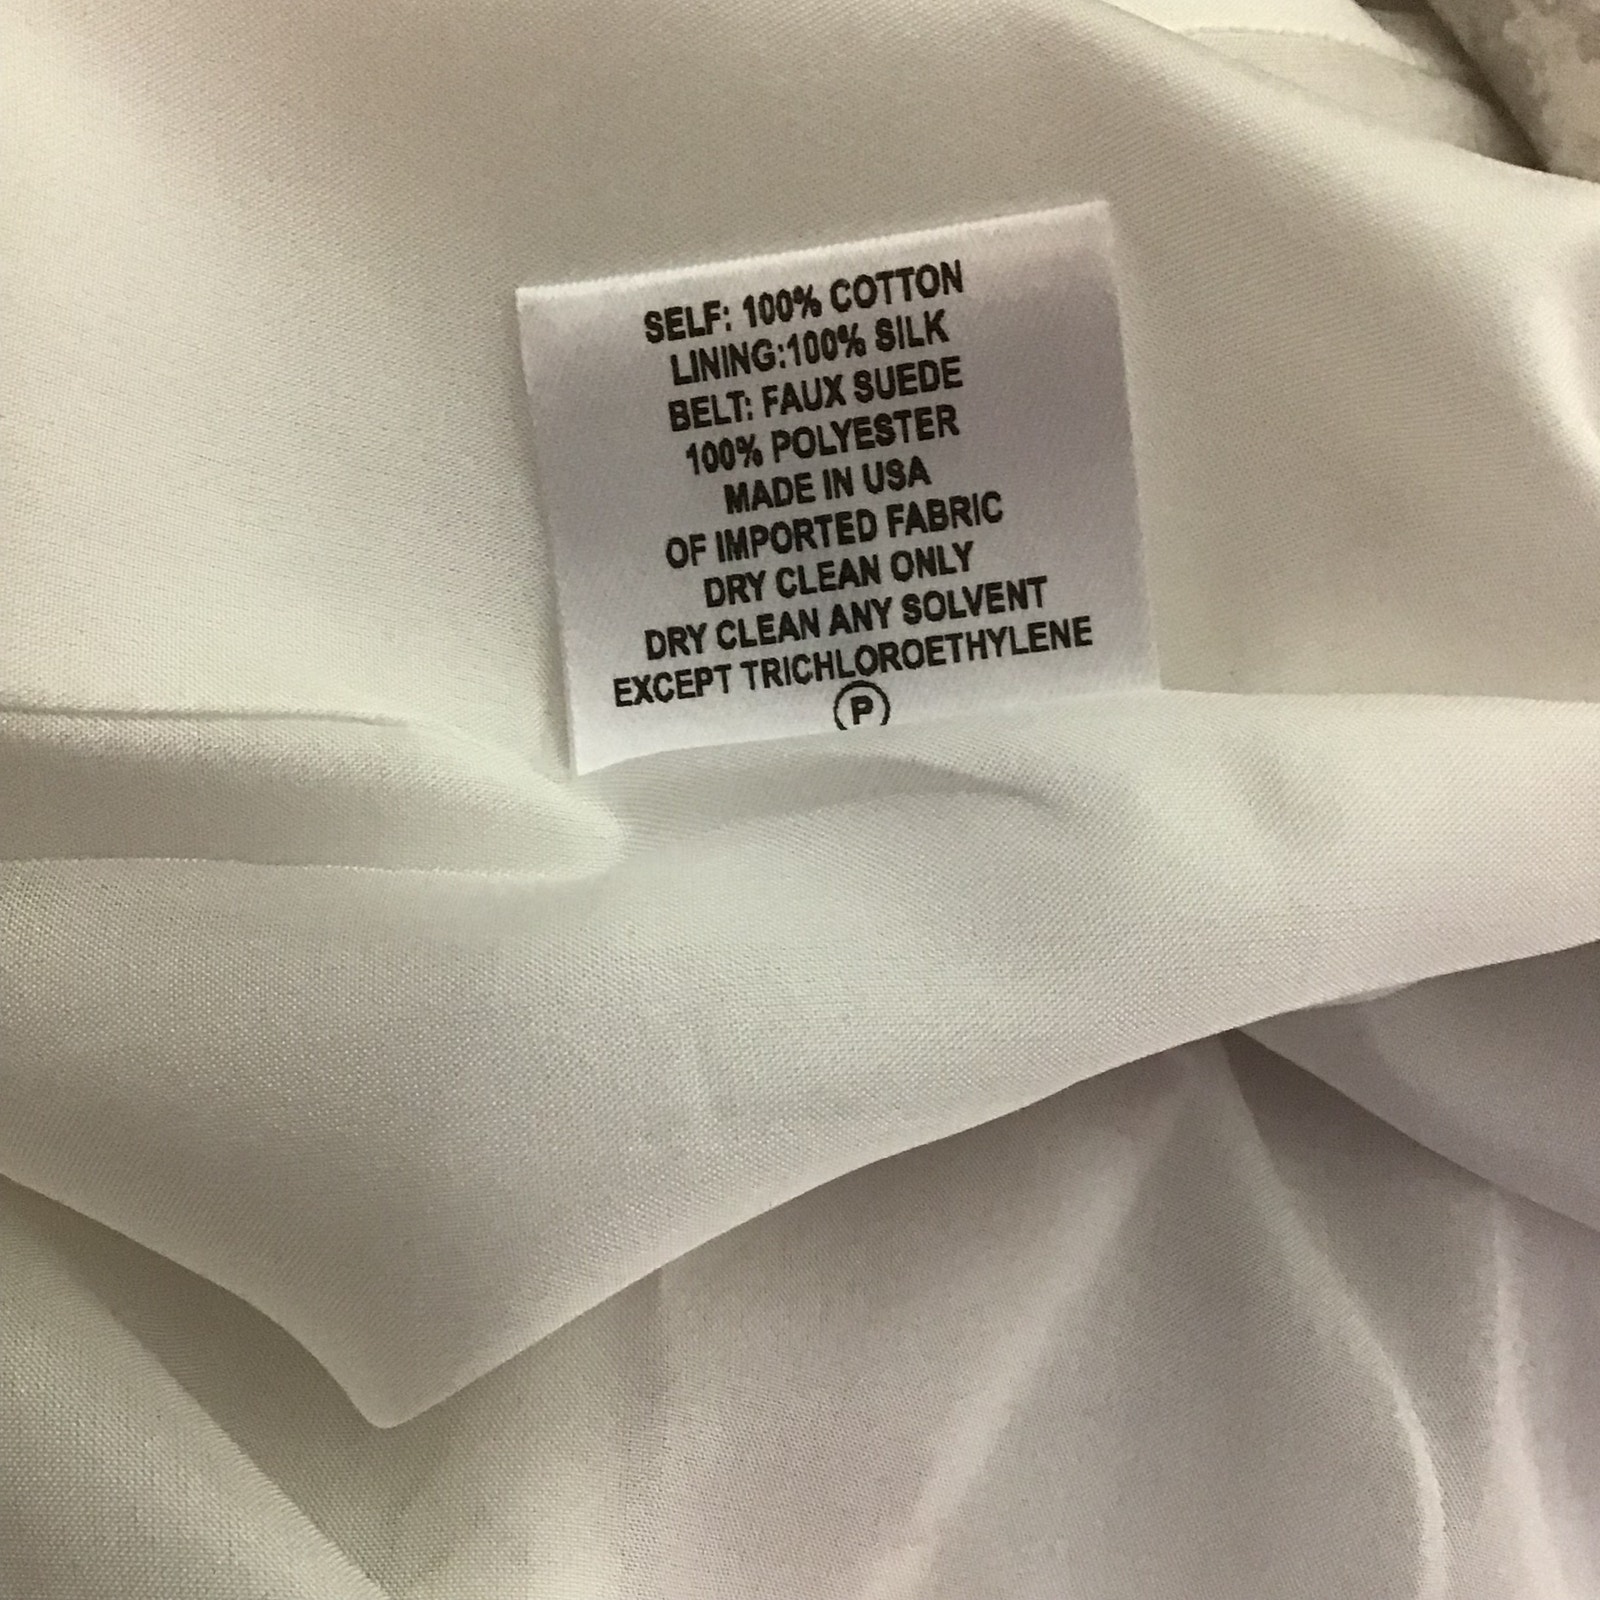 SELF: 100% COTTON
LINING:100% SILK
BELT: FAUX SUEDE
100% POLYESTER
MADE IN USA
OF IMPORTED FABRIC
DRY CLEAN ONLY
DRY CLEAN ANY SOLVENT
EXCEPT TRICHLOROETHYLENE
P